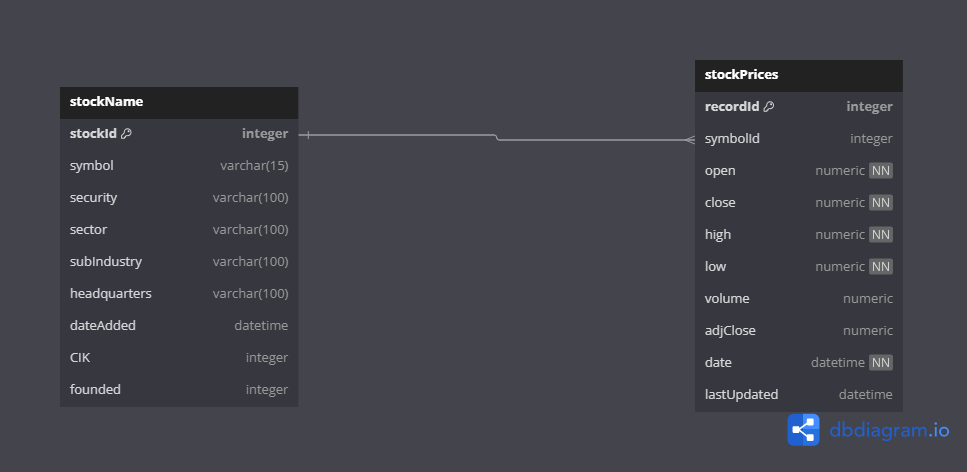 stockName
stockId integer
symbol varchar(15)
security varchar(100)
sector varchar(100)
subIndustry varchar(100)
headquarters varchar(100)
dateAdded datetime
CIK integer
founded integer
stockPrices
recordId integer
symbolId integer
open numeric NN
close numeric NN
high numeric NN
low numeric NN
volume numeric
adjClose numeric
date datetime NN
lastUpdated datetime
dbdiagram.io